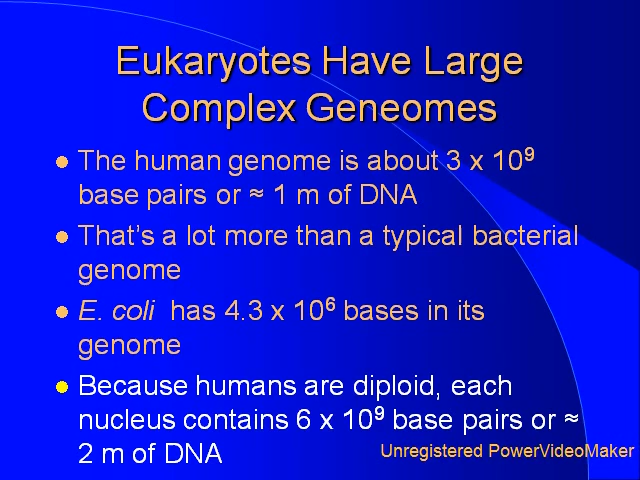 Eukaryotes Have Large
Complex Geneomes
● The human genome is about 3 x 10⁹
base pairs or ≈ 1 m of DNA
● That’s a lot more than a typical bacterial
genome
● E. coli has 4.3 x 10⁶ bases in its
genome
● Because humans are diploid, each
nucleus contains 6 x 10⁹ base pairs or ≈
2 m of DNA
Unregistered PowerVideoMaker